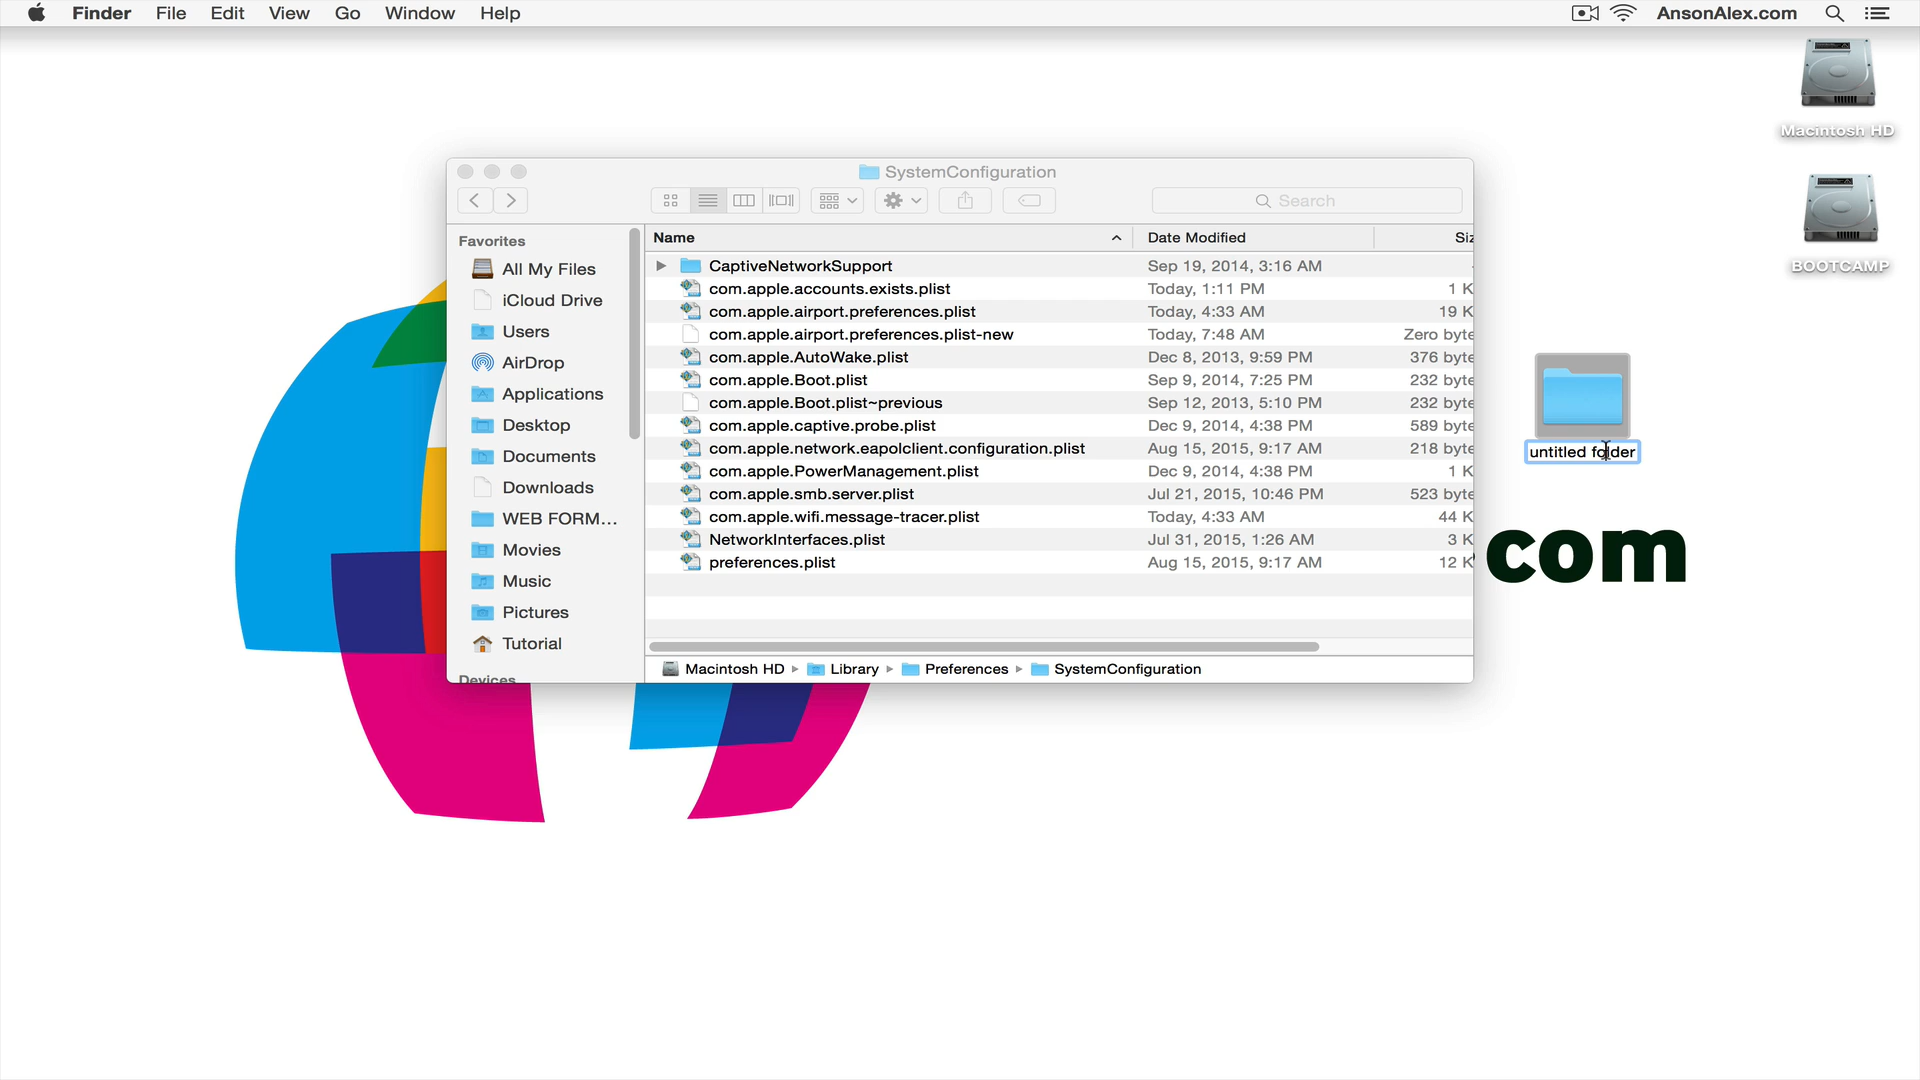 Finder File Edit View Go Window Help AnsonAlex.com
Macintosh HD
BOOTCAMP
SystemConfiguration
Search
Favorites
All My Files
iCloud Drive
Users
AirDrop
Applications
Desktop
Documents
Downloads
WEB FORM...
Movies
Music
Pictures
Tutorial
Devices
Name Date Modified Siz
CaptiveNetworkSupport Sep 19, 2014, 3:16 AM
com.apple.accounts.exists.plist Today, 1:11 PM 1 K
com.apple.airport.preferences.plist Today, 4:33 AM 19 K
com.apple.airport.preferences.plist-new Today, 7:48 AM Zero byte
com.apple.AutoWake.plist Dec 8, 2013, 9:59 PM 376 byte
com.apple.Boot.plist Sep 9, 2014, 7:25 PM 232 byte
com.apple.Boot.plist~previous Sep 12, 2013, 5:10 PM 232 byte
com.apple.captive.probe.plist Dec 9, 2014, 4:38 PM 589 byte
com.apple.network.eapolclient.configuration.plist Aug 15, 2015, 9:17 AM 218 byte
com.apple.PowerManagement.plist Dec 9, 2014, 4:38 PM 1 K
com.apple.smb.server.plist Jul 21, 2015, 10:46 PM 523 byte
com.apple.wifi.message-tracer.plist Today, 4:33 AM 44 K
NetworkInterfaces.plist Jul 31, 2015, 1:26 AM 3 K
preferences.plist Aug 15, 2015, 9:17 AM 12 K
Macintosh HD Library Preferences SystemConfiguration
untitled folder
com